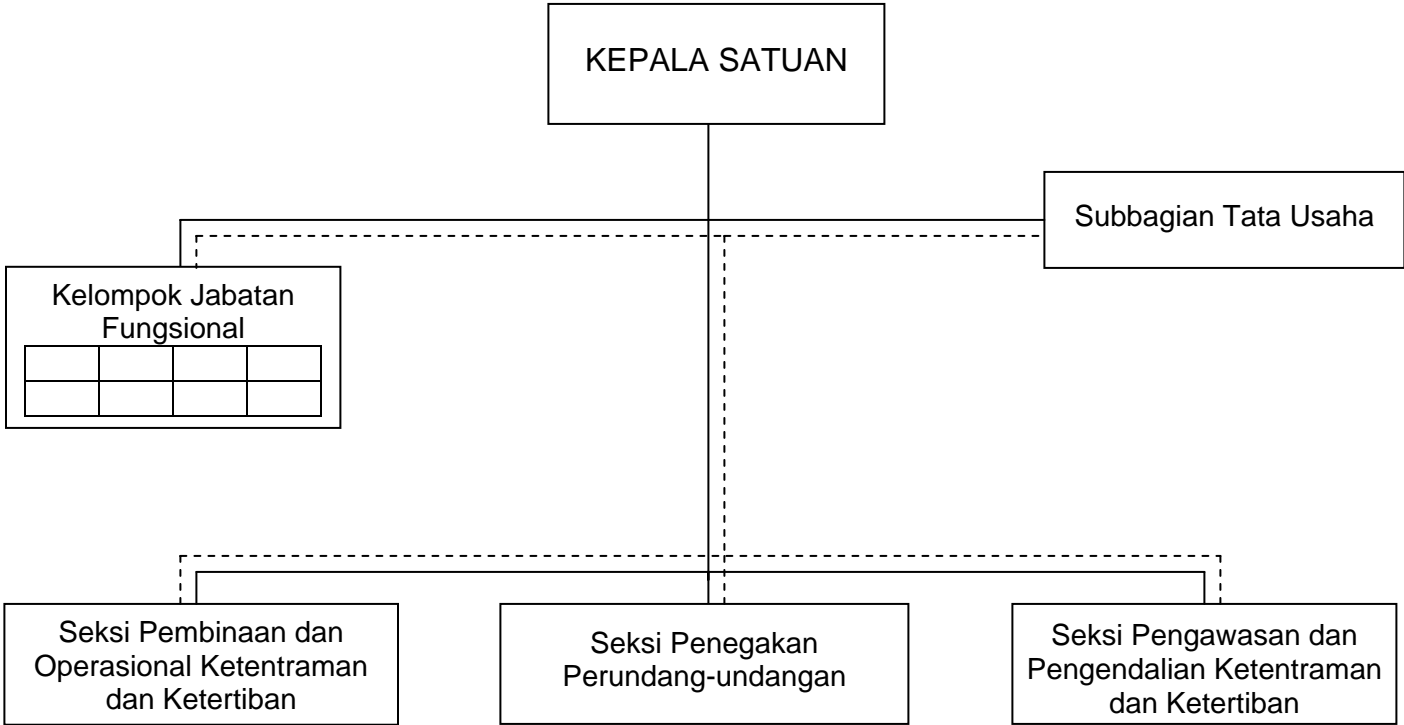 KEPALA SATUAN
Subbagian Tata Usaha
Kelompok Jabatan
Fungsional
Seksi Pembinaan dan
Operasional Ketentraman
dan Ketertiban
Seksi Penegakan
Perundang-undangan
Seksi Pengawasan dan
Pengendalian Ketentraman
dan Ketertiban